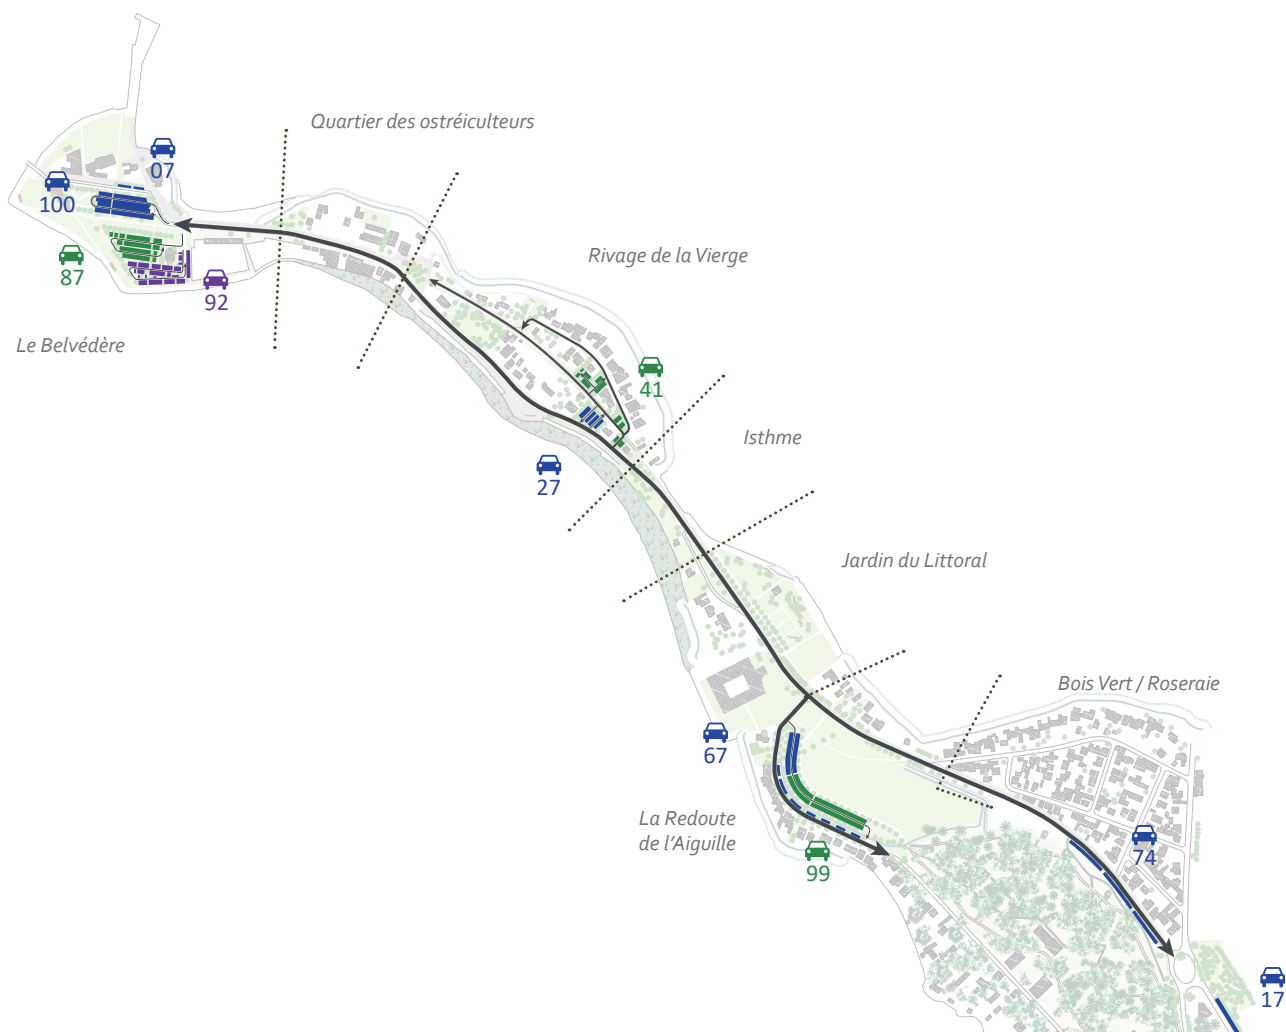 Quartier des ostréiculteurs
07
100
Rivage de la Vierge
87
92
Le Belvédère
41
Isthme
27
Jardin du Littoral
Bois Vert / Roseraie
67
La Redoute
de l'Aiguille
74
99
17